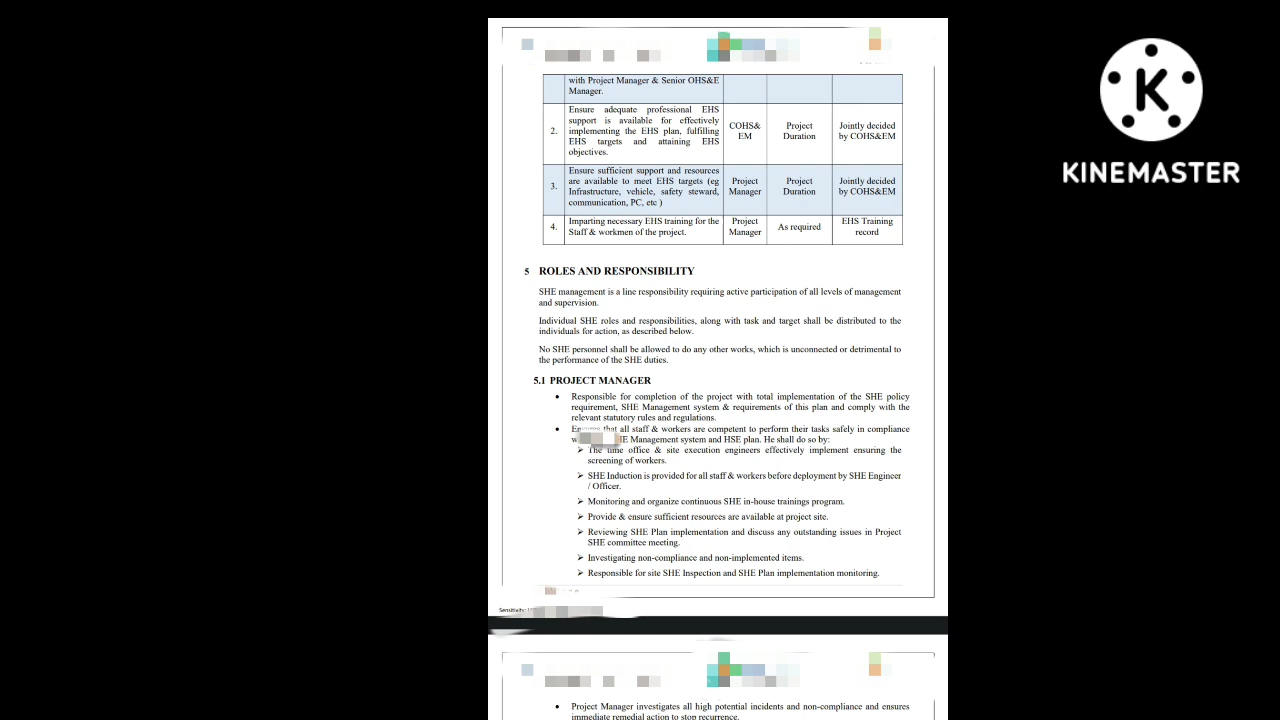 KINEMASTER
with Project Manager & Senior OHS&E
Manager.
2.
Ensure adequate professional EHS
support is available for effectively
implementing the EHS plan, fulfilling
EHS targets and attaining EHS
objectives.
COHS&
EM
Project
Duration
Jointly decided
by COHS&EM
3.
Ensure sufficient support and resources
are available to meet EHS targets (eg
Infrastructure, vehicle, safety steward,
communication, PC, etc )
Project
Manager
Project
Duration
Jointly decided
by COHS&EM
4.
Imparting necessary EHS training for the
Staff & workmen of the project.
Project
Manager
As required
EHS Training
record
5 ROLES AND RESPONSIBILITY
SHE management is a line responsibility requiring active participation of all levels of management
and supervision.
Individual SHE roles and responsibilities, along with task and target shall be distributed to the
individuals for action, as described below.
No SHE personnel shall be allowed to do any other works, which is unconnected or detrimental to
the performance of the SHE duties.
5.1 PROJECT MANAGER
• Responsible for completion of the project with total implementation of the SHE policy
requirement, SHE Management system & requirements of this plan and comply with the
relevant statutory rules and regulations.
• Ensures that all staff & workers are competent to perform their tasks safely in compliance
Management system and HSE plan. He shall do so by:
➢ The time office & site execution engineers effectively implement ensuring the
screening of workers.
➢ SHE Induction is provided for all staff & workers before deployment by SHE Engineer
/ Officer.
➢ Monitoring and organize continuous SHE in-house trainings program.
➢ Provide & ensure sufficient resources are available at project site.
➢ Reviewing SHE Plan implementation and discuss any outstanding issues in Project
SHE committee meeting.
➢ Investigating non-compliance and non-implemented items.
➢ Responsible for site SHE Inspection and SHE Plan implementation monitoring.
Sensitivity:
• Project Manager investigates all high potential incidents and non-compliance and ensures
immediate remedial action to stop recurrence.